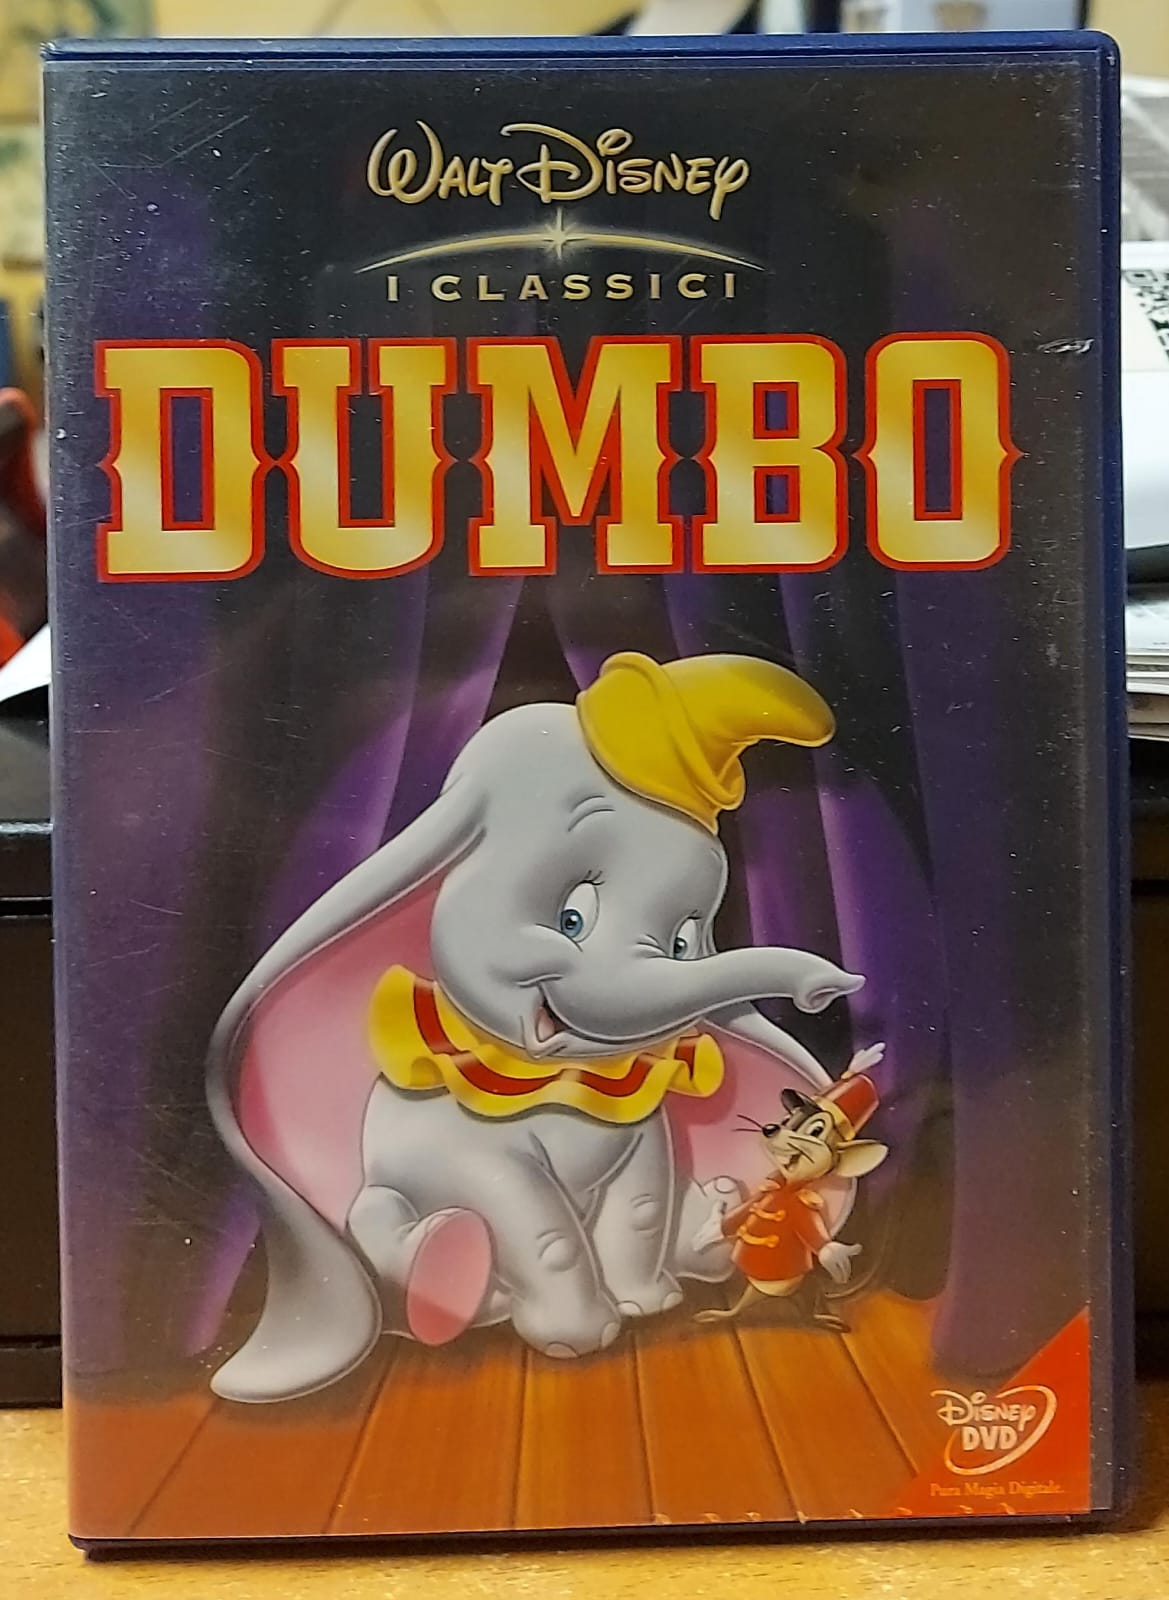 WALT DISNEY
I CLASSICI
DUMBO
DISNEY
DVD
Pura Magia Digitale.